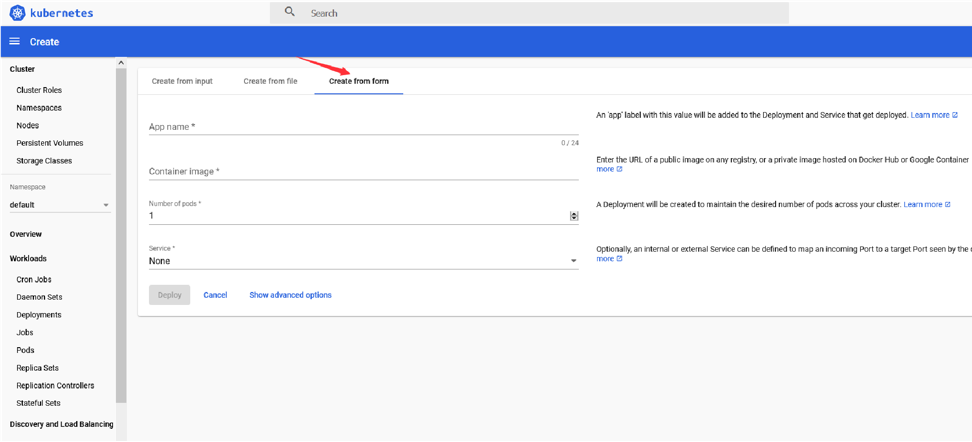 kubernetes
Search
Create
Cluster
Cluster Roles
Namespaces
Nodes
Persistent Volumes
Storage Classes
Namespace
default
Overview
Workloads
Cron Jobs
Daemon Sets
Deployments
Jobs
Pods
Replica Sets
Replication Controllers
Stateful Sets
Discovery and Load Balancing
Create from input
Create from file
Create from form
App name *
0 / 24
An 'app' label with this value will be added to the Deployment and Service that get deployed. Learn more
Container image *
Enter the URL of a public image on any registry, or a private image hosted on Docker Hub or Google Container
more
Number of pods *
1
A Deployment will be created to maintain the desired number of pods across your cluster. Learn more
Service *
None
Optionally, an internal or external Service can be defined to map an incoming Port to a target Port seen by the
more
Deploy
Cancel
Show advanced options